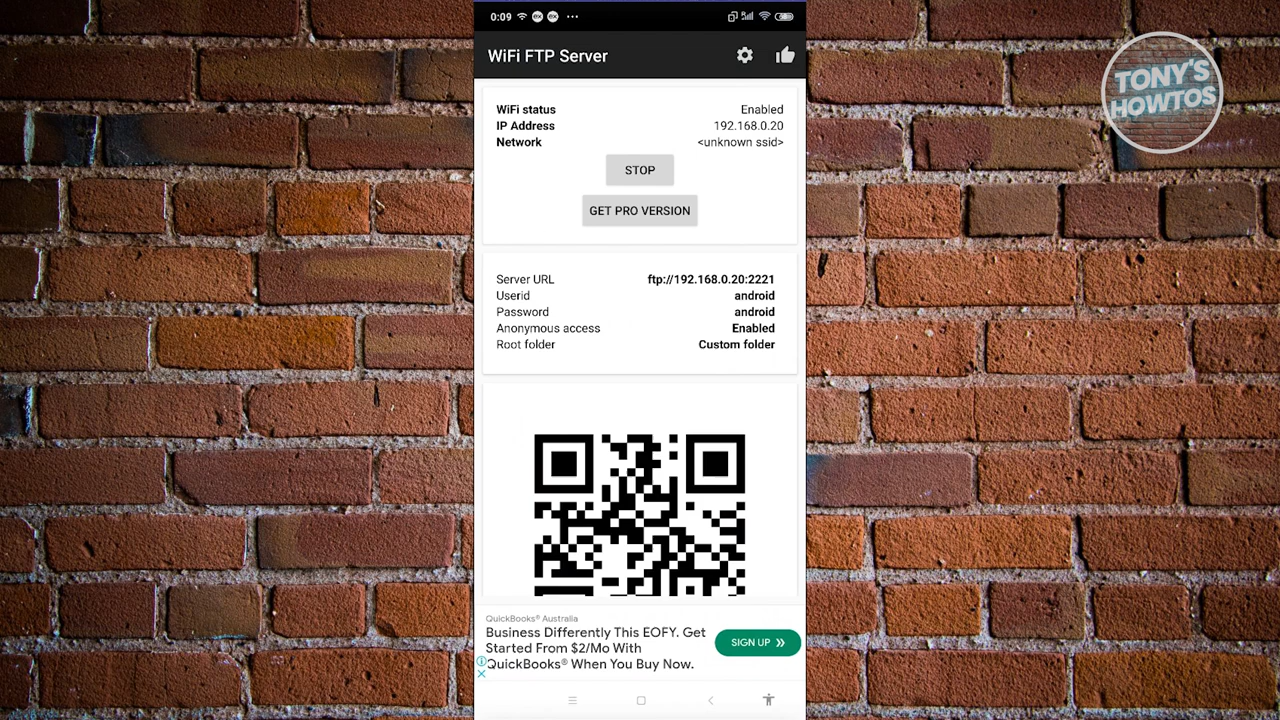 0:09
WiFi FTP Server
TONY'S
HOWTOS
WiFi status Enabled
IP Address 192.168.0.20
Network <unknown ssid>
STOP
GET PRO VERSION
Server URL ftp://192.168.0.20:2221
Userid android
Password android
Anonymous access Enabled
Root folder Custom folder
QuickBooks® Australia
Business Differently This EOFY. Get
Started From $2/Mo With
QuickBooks® When You Buy Now.
SIGN UP »